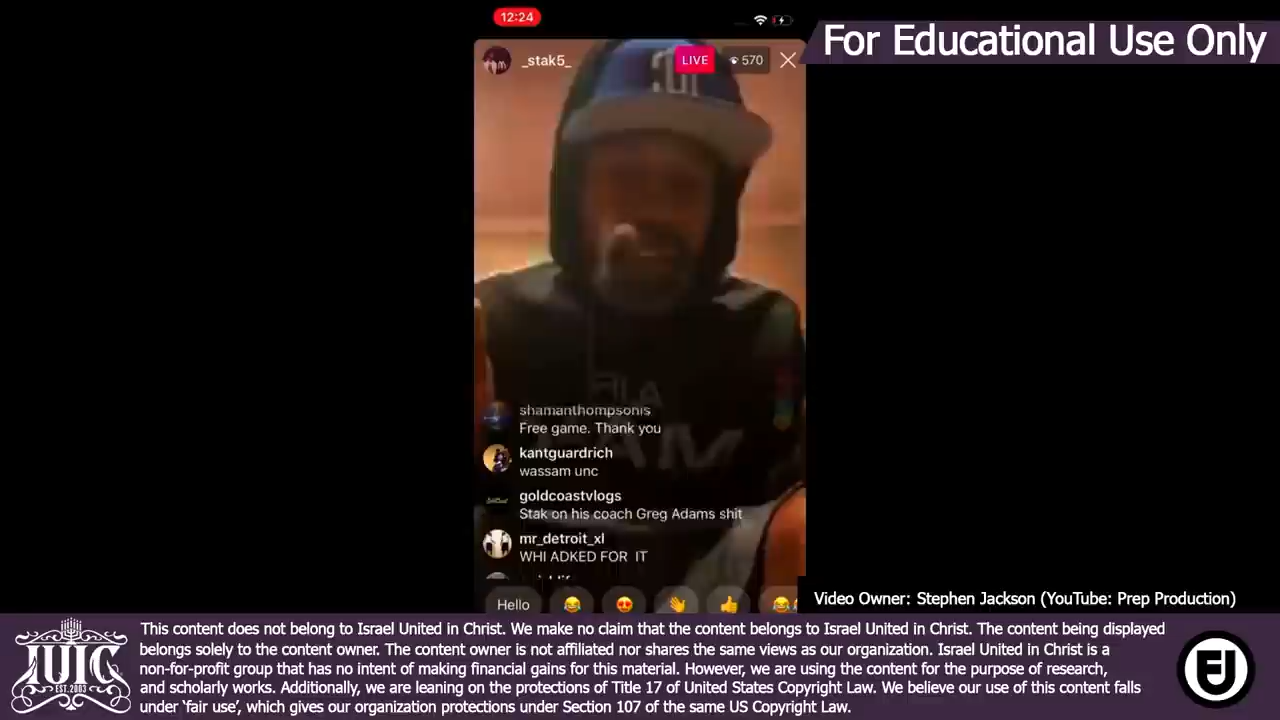 12:24
For Educational Use Only
_stak5_
LIVE
570
FILA
shamanthompsonis
Free game. Thank you
kantguardrich
wassam unc
goldcoastvlogs
Stak on his coach Greg Adams shit
mr_detroit_xl
WHI ADKED FOR IT
Hello
Video Owner: Stephen Jackson (YouTube: Prep Production)
This content does not belong to Israel United in Christ. We make no claim that the content belongs to Israel United in Christ. The content being displayed
belongs solely to the content owner. The content owner is not affiliated nor shares the same views as our organization. Israel United in Christ is a
non-for-profit group that has no intent of making financial gains for this material. However, we are using the content for the purpose of research,
and scholarly works. Additionally, we are leaning on the protections of Title 17 of United States Copyright Law. We believe our use of this content falls
under 'fair use', which gives our organization protections under Section 107 of the same US Copyright Law.
IUIC
EST. 2003